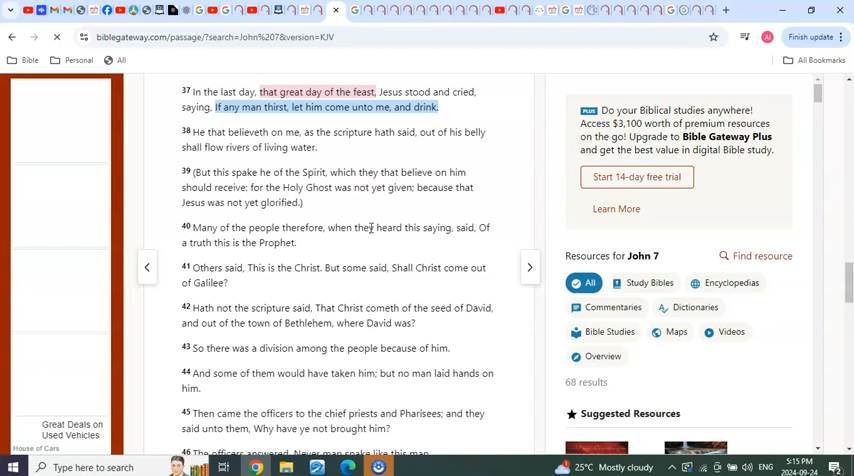 AI
Finish update
biblegateway.com/passage/?search=John%207&version=KJV
Bible
Personal
All
All Bookmarks
37 In the last day, that great day of the feast, Jesus stood and cried,
saying, If any man thirst, let him come unto me, and drink.
38 He that believeth on me, as the scripture hath said, out of his belly
shall flow rivers of living water.
39 (But this spake he of the Spirit, which they that believe on him
should receive: for the Holy Ghost was not yet given; because that
Jesus was not yet glorified.)
40 Many of the people therefore, when they heard this saying, said, Of
a truth this is the Prophet.
41 Others said, This is the Christ. But some said, Shall Christ come out
of Galilee?
42 Hath not the scripture said, That Christ cometh of the seed of David,
and out of the town of Bethlehem, where David was?
43 So there was a division among the people because of him.
44 And some of them would have taken him; but no man laid hands on
him.
45 Then came the officers to the chief priests and Pharisees; and they
said unto them, Why have ye not brought him?
46 The officers answered, Never man spake like this man.
Great Deals on
Used Vehicles
House of Cars
PLUS Do your Biblical studies anywhere!
Access $3,100 worth of premium resources
on the go! Upgrade to Bible Gateway Plus
and get the best value in digital Bible study.
Start 14-day free trial
Learn More
Resources for John 7
Find resource
All
Study Bibles
Encyclopedias
Commentaries
Dictionaries
Bible Studies
Maps
Videos
Overview
68 results
Suggested Resources
Type here to search
25°C Mostly cloudy
5:15 PM
2024-09-24
2